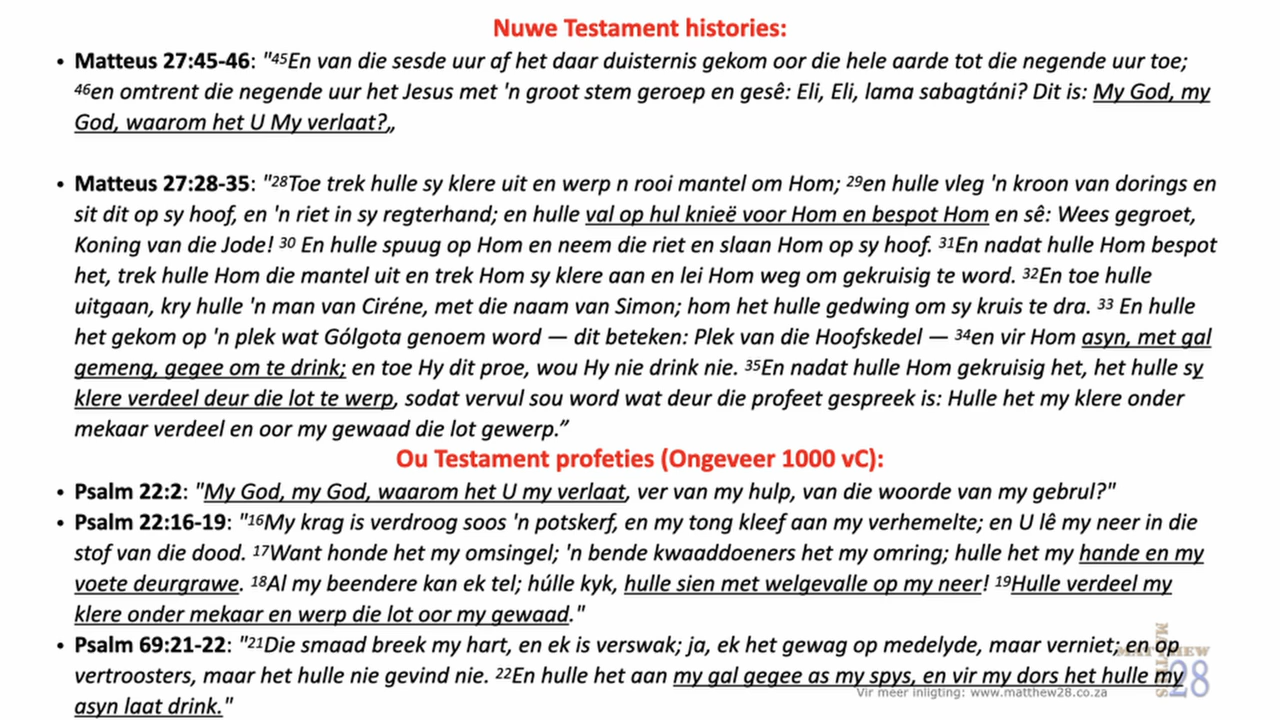 Nuwe Testament histories:
• Matteus 27:45-46: "⁴⁵En van die sesde uur af het daar duisternis gekom oor die hele aarde tot die negende uur toe;
⁴⁶en omtrent die negende uur het Jesus met 'n groot stem geroep en gesê: Eli, Eli, lama sabagtáni? Dit is: My God, my
God, waarom het U My verlaat?„
• Matteus 27:28-35: "²⁸Toe trek hulle sy klere uit en werp n rooi mantel om Hom; ²⁹en hulle vleg 'n kroon van dorings en
sit dit op sy hoof, en 'n riet in sy regterhand; en hulle val op hul knieë voor Hom en bespot Hom en sê: Wees gegroet,
Koning van die Jode! ³⁰ En hulle spuug op Hom en neem die riet en slaan Hom op sy hoof. ³¹En nadat hulle Hom bespot
het, trek hulle Hom die mantel uit en trek Hom sy klere aan en lei Hom weg om gekruisig te word. ³²En toe hulle
uitgaan, kry hulle 'n man van Ciréne, met die naam van Simon; hom het hulle gedwing om sy kruis te dra. ³³ En hulle
het gekom op 'n plek wat Gólgota genoem word — dit beteken: Plek van die Hoofskedel — ³⁴en vir Hom asyn, met gal
gemeng, gegee om te drink; en toe Hy dit proe, wou Hy nie drink nie. ³⁵En nadat hulle Hom gekruisig het, het hulle sy
klere verdeel deur die lot te werp, sodat vervul sou word wat deur die profeet gespreek is: Hulle het my klere onder
mekaar verdeel en oor my gewaad die lot gewerp.”
Ou Testament profeties (Ongeveer 1000 vC):
• Psalm 22:2: "My God, my God, waarom het U my verlaat, ver van my hulp, van die woorde van my gebrul?"
• Psalm 22:16-19: "¹⁶My krag is verdroog soos 'n potskerf, en my tong kleef aan my verhemelte; en U lê my neer in die
stof van die dood. ¹⁷Want honde het my omsingel; 'n bende kwaaddoeners het my omring; hulle het my hande en my
voete deurgrawe. ¹⁸Al my beendere kan ek tel; húlle kyk, hulle sien met welgevalle op my neer! ¹⁹Hulle verdeel my
klere onder mekaar en werp die lot oor my gewaad."
• Psalm 69:21-22: "²¹Die smaad breek my hart, en ek is verswak; ja, ek het gewag op medelyde, maar verniet; en op
vertroosters, maar het hulle nie gevind nie. ²²En hulle het aan my gal gegee as my spys, en vir my dors het hulle my
asyn laat drink."
MATTHEW
MATTEUS
28
Vir meer inligting: www.matthew28.co.za